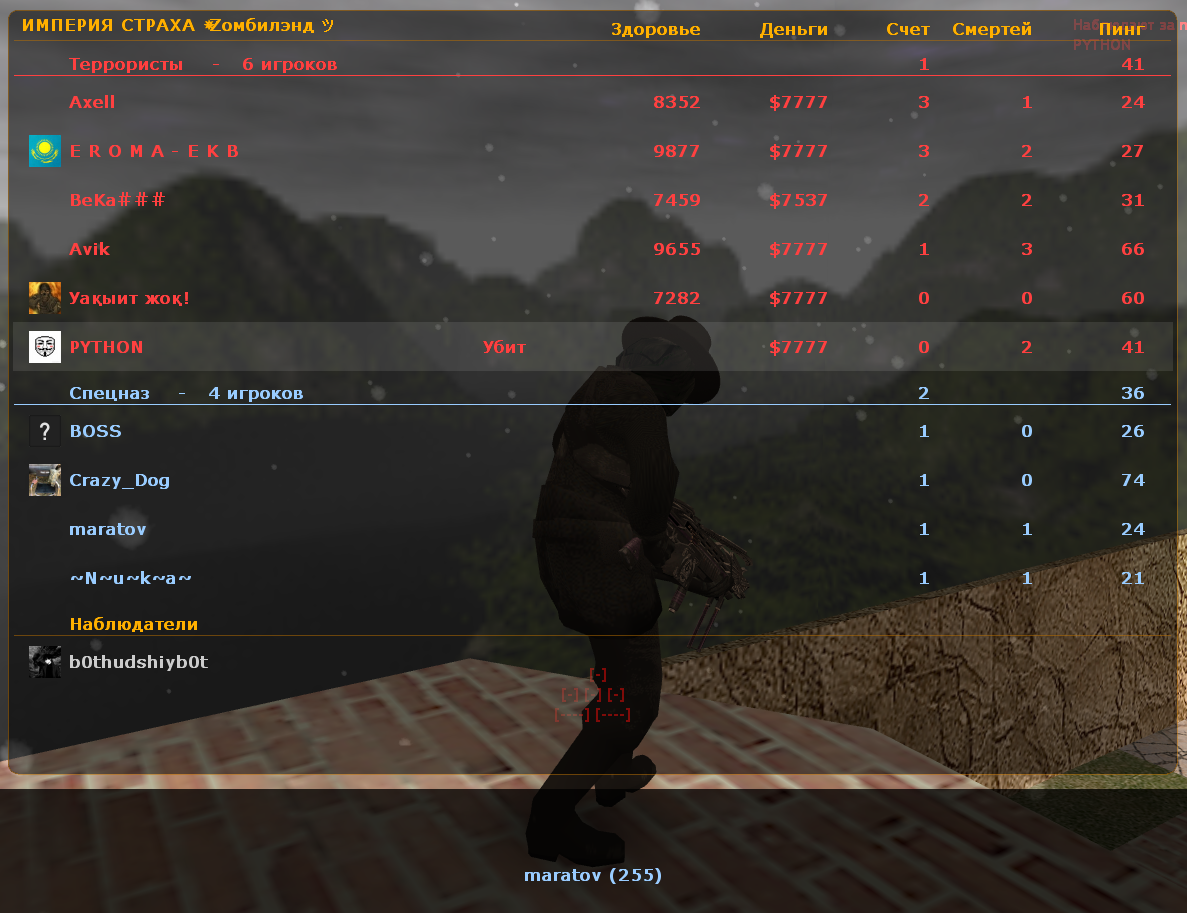 ИМПЕРИЯ СТРАХА ✷ Zомбилэнд ツ Здоровье Деньги Счет Смертей Пинг
Наблюдают за
PYTHON
Террористы - 6 игроков 1 41
Axell 8352 $7777 3 1 24
E R O M A - E K B 9877 $7777 3 2 27
BeKa### 7459 $7537 2 2 31
Avik 9655 $7777 1 3 66
Уақыит жоқ! 7282 $7777 0 0 60
PYTHON Убит $7777 0 2 41
Спецназ - 4 игроков 2 36
? BOSS 1 0 26
Crazy_Dog 1 0 74
maratov 1 1 24
~N~u~k~a~ 1 1 21
Наблюдатели
b0thudshiyb0t
[-]
[-] [-] [-]
[----] [----]
maratov (255)